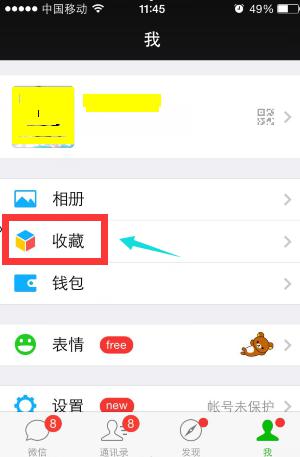 中国移动 11:45 49%
我
相册
收藏
钱包
表情 free
设置 new 帐号未保护
8 8
微信 通讯录 发现 我